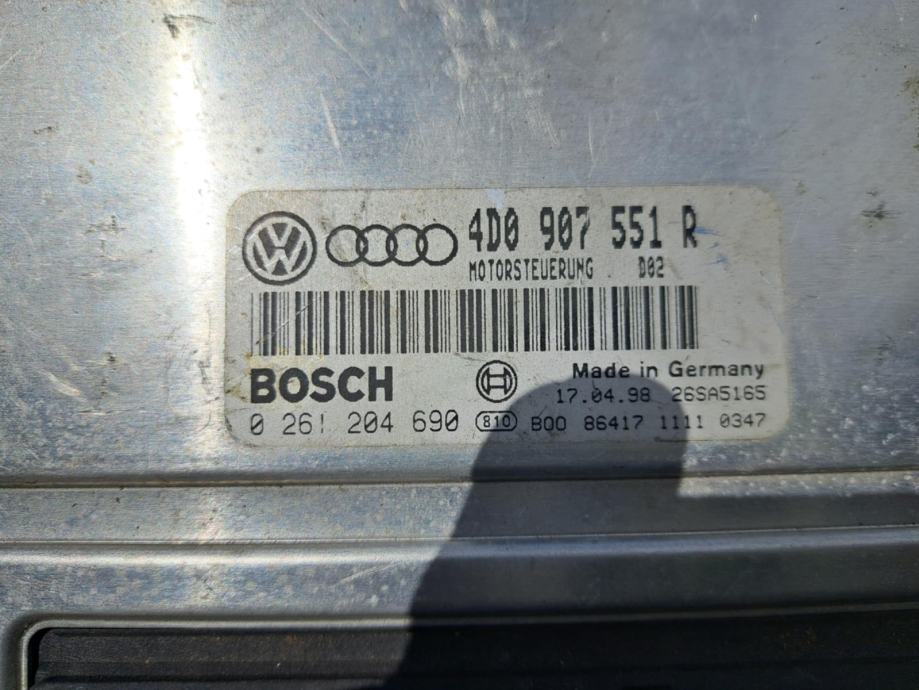 4D0 907 551 R
MOTORSTEUERUNG D02
BOSCH
Made in Germany
17.04.98 26SA5165
0 261 204 690 810 B00 86417 1111 0347